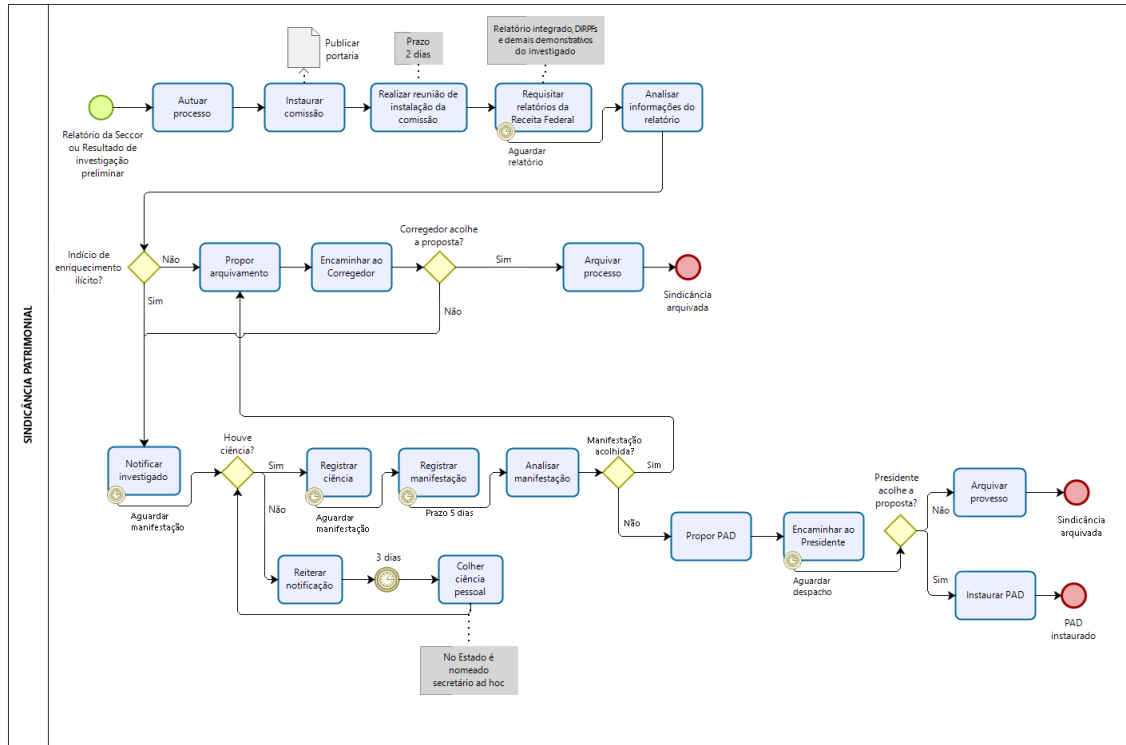 SINDICÂNCIA PATRIMONIAL
Publicar
portaria
Prazo
2 dias
Relatório integrado, DIRPFs
e demais demonstrativos
do investigado
Relatório da Seccor
ou Resultado de
investigação
preliminar
Autuar
processo
Instaurar
comissão
Realizar reunião de
instalação da
comissão
Requisitar
relatórios da
Receita Federal
Aguardar
relatório
Analisar
informações do
relatório
Indício de
enriquecimento
ilícito?
Não
Sim
Propor
arquivamento
Encaminhar ao
Corregedor
Corregedor acolhe
a proposta?
Sim
Não
Arquivar
processo
Sindicância
arquivada
Notificar
investigado
Aguardar
manifestação
Houve
ciência?
Sim
Não
Registrar
ciência
Aguardar
manifestação
Registrar
manifestação
Prazo 5 dias
Analisar
manifestação
Manifestação
acolhida?
Sim
Não
Reiterar
notificação
3 dias
Colher
ciência
pessoal
No Estado é
nomeado
secretário ad hoc
Propor PAD
Encaminhar ao
Presidente
Aguardar
despacho
Presidente
acolhe a
proposta?
Não
Sim
Arquivar
provesso
Sindicância
arquivada
Instaurar PAD
PAD
instaurado